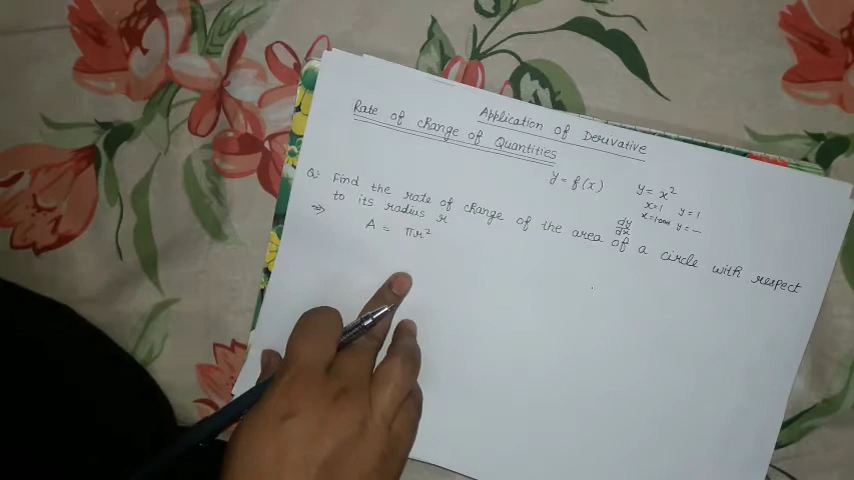 Application of Derivative
Rate of change of Quantities
y = f(x)
y = x²
x=1 y = 1
x=1000 y = —
dy/dx
Q: Find the rate of change of the area of a circle with respect
to its radius r
⇒ A = πr²